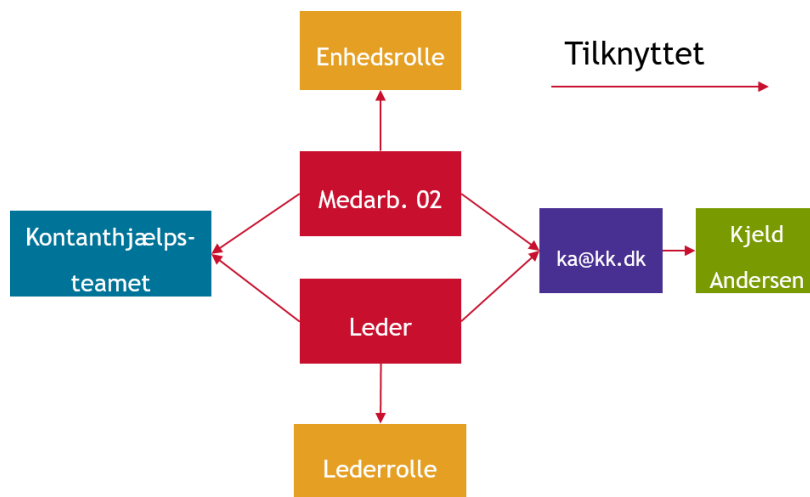 Enhedsrolle
Tilknyttet
Medarb. 02
Kontanthjælps-
teamet
ka@kk.dk
Kjeld
Andersen
Leder
Lederrolle